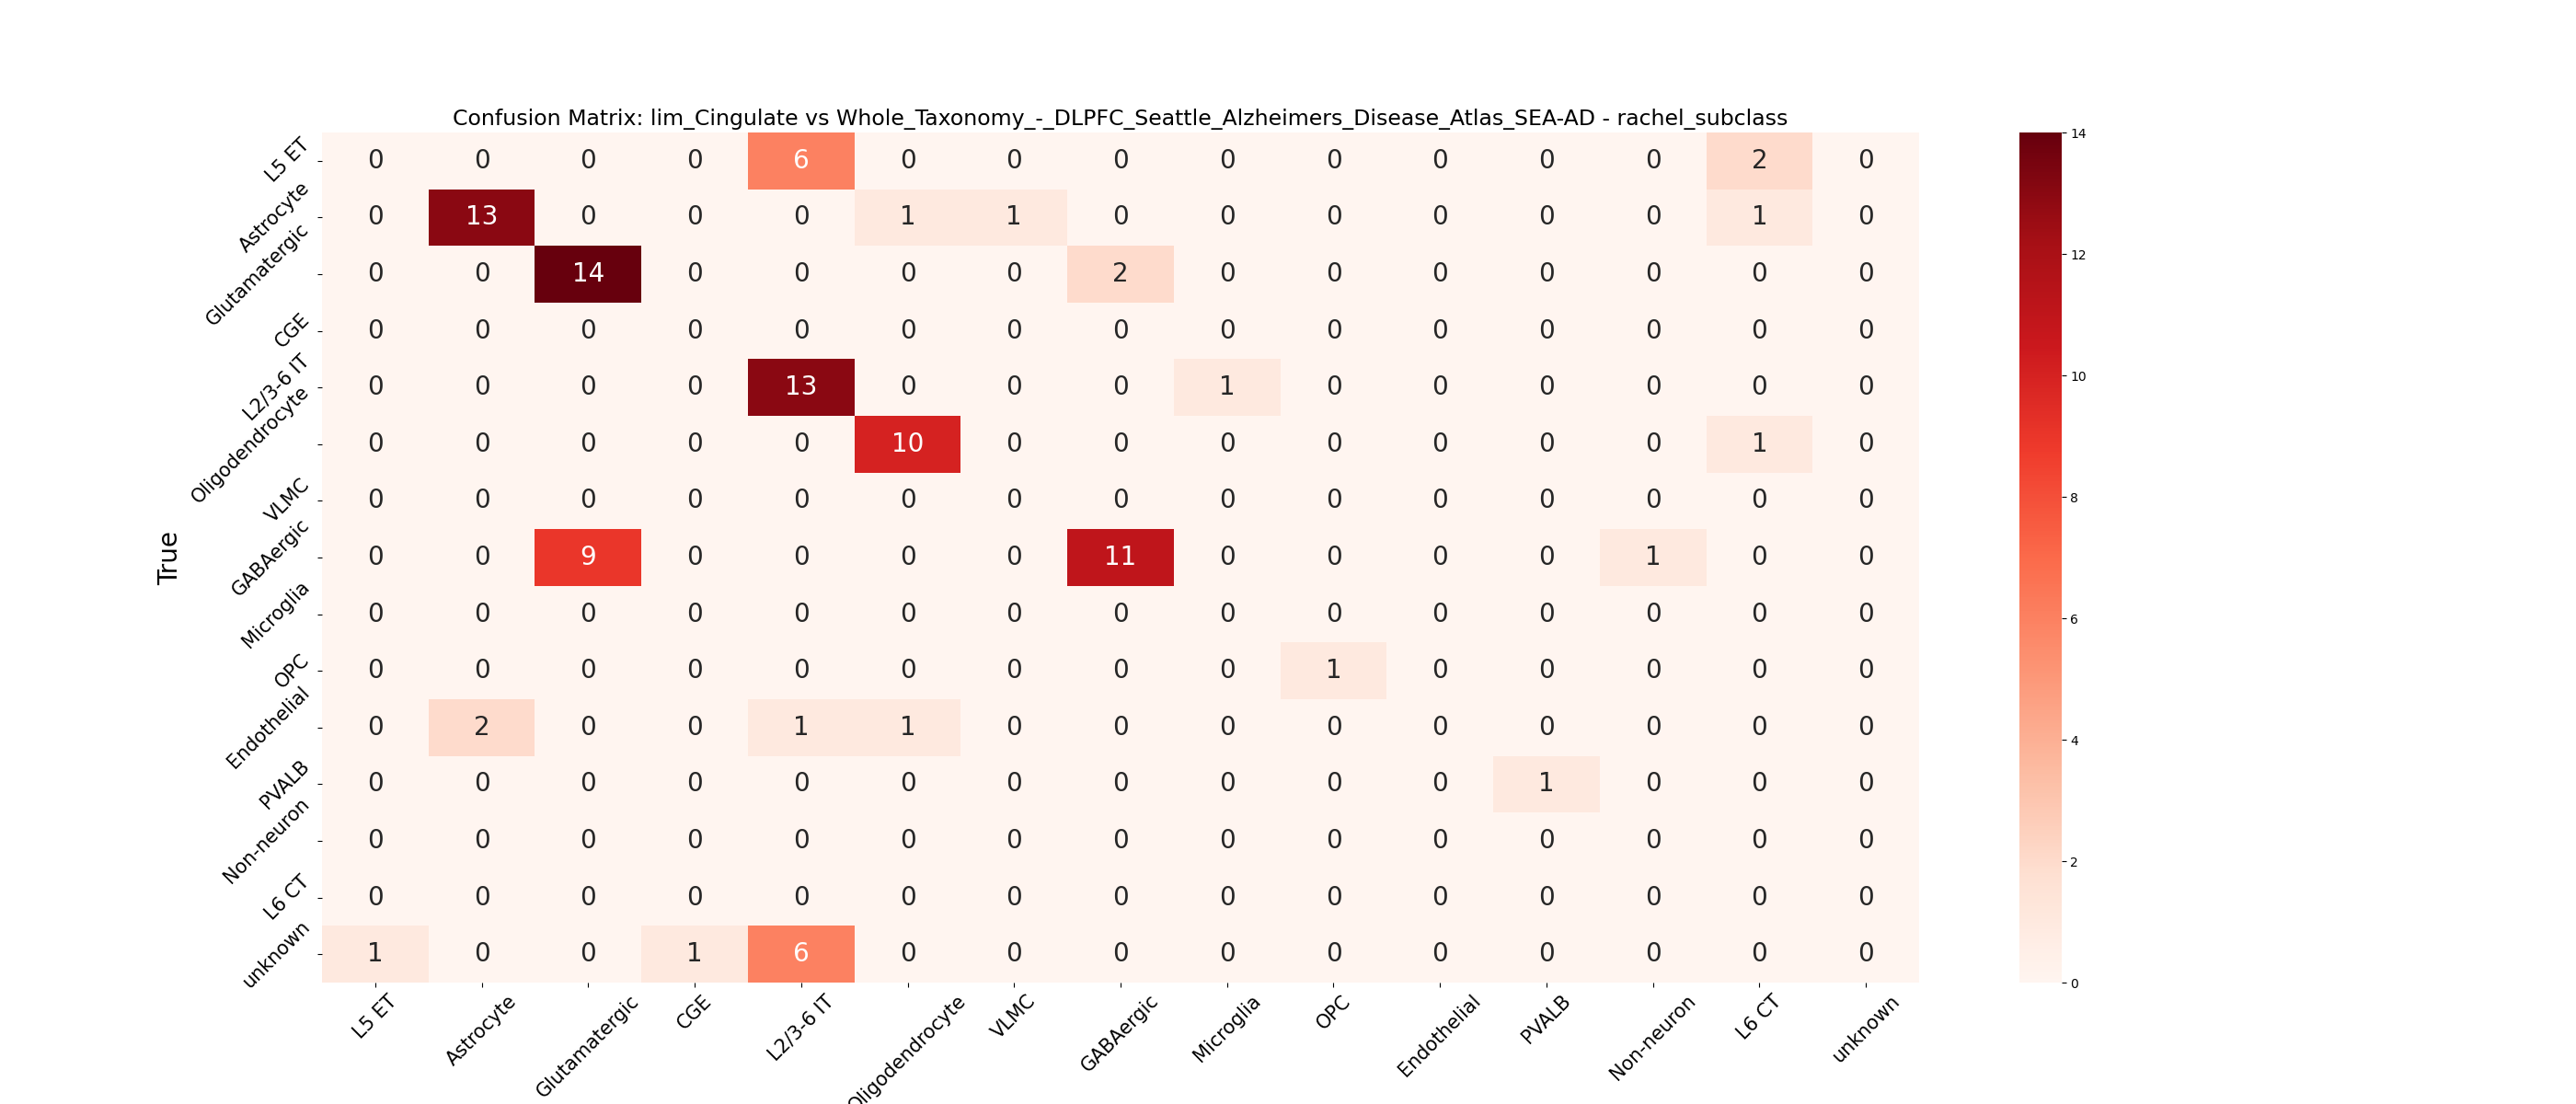 Confusion Matrix: lim_Cingulate vs Whole_Taxonomy_-_DLPFC_Seattle_Alzheimers_Disease_Atlas_SEA-AD - rachel_subclass
True
L5 ET 0 0 0 0 6 0 0 0 0 0 0 0 0 2 0
Astrocyte 0 13 0 0 0 1 1 0 0 0 0 0 0 1 0
Glutamatergic 0 0 14 0 0 0 0 2 0 0 0 0 0 0 0
CGE 0 0 0 0 0 0 0 0 0 0 0 0 0 0 0
L2/3-6 IT 0 0 0 0 13 0 0 0 1 0 0 0 0 0 0
Oligodendrocyte 0 0 0 0 0 10 0 0 0 0 0 0 0 1 0
VLMC 0 0 0 0 0 0 0 0 0 0 0 0 0 0 0
GABAergic 0 0 9 0 0 0 0 11 0 0 0 0 1 0 0
Microglia 0 0 0 0 0 0 0 0 0 0 0 0 0 0 0
OPC 0 0 0 0 0 0 0 0 0 1 0 0 0 0 0
Endothelial 0 2 0 0 1 1 0 0 0 0 0 0 0 0 0
PVALB 0 0 0 0 0 0 0 0 0 0 0 1 0 0 0
Non-neuron 0 0 0 0 0 0 0 0 0 0 0 0 0 0 0
L6 CT 0 0 0 0 0 0 0 0 0 0 0 0 0 0 0
unknown 1 0 0 1 6 0 0 0 0 0 0 0 0 0 0
L5 ET Astrocyte Glutamatergic CGE L2/3-6 IT Oligodendrocyte VLMC GABAergic Microglia OPC Endothelial PVALB Non-neuron L6 CT unknown
14
12
10
8
6
4
2
0